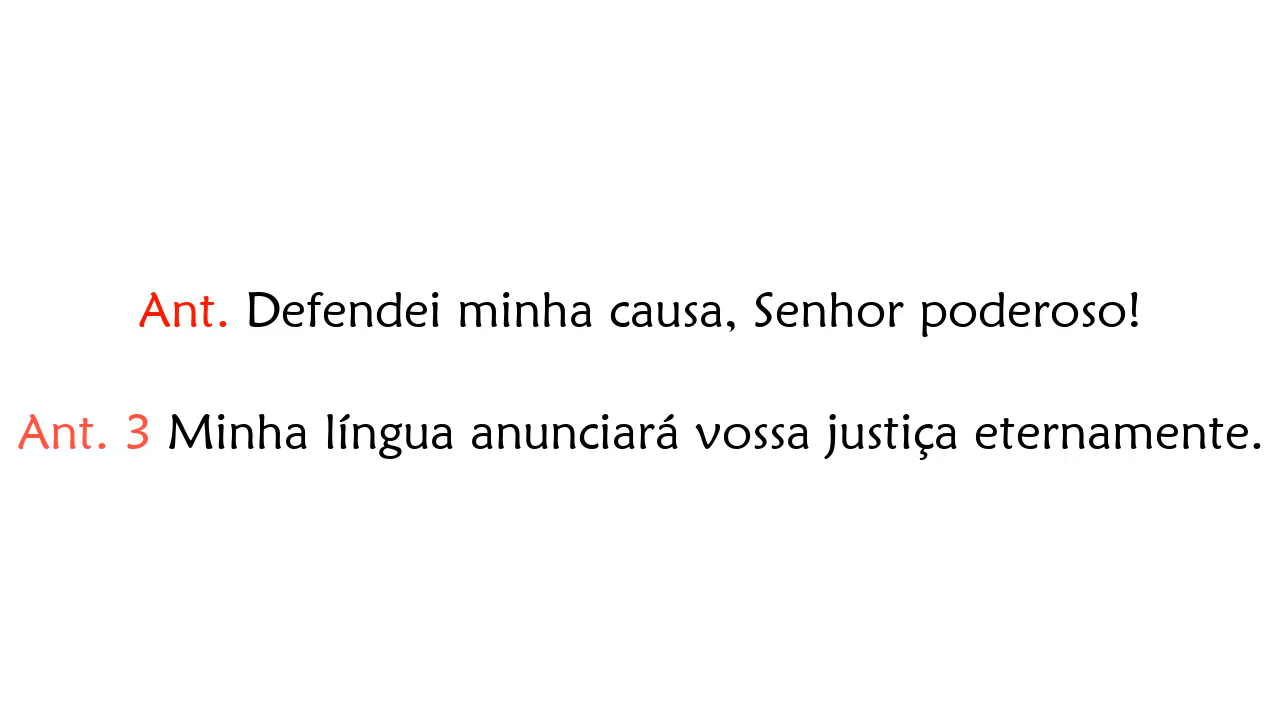 Ant. Defendei minha causa, Senhor poderoso!
Ant. 3 Minha língua anunciará vossa justiça eternamente.